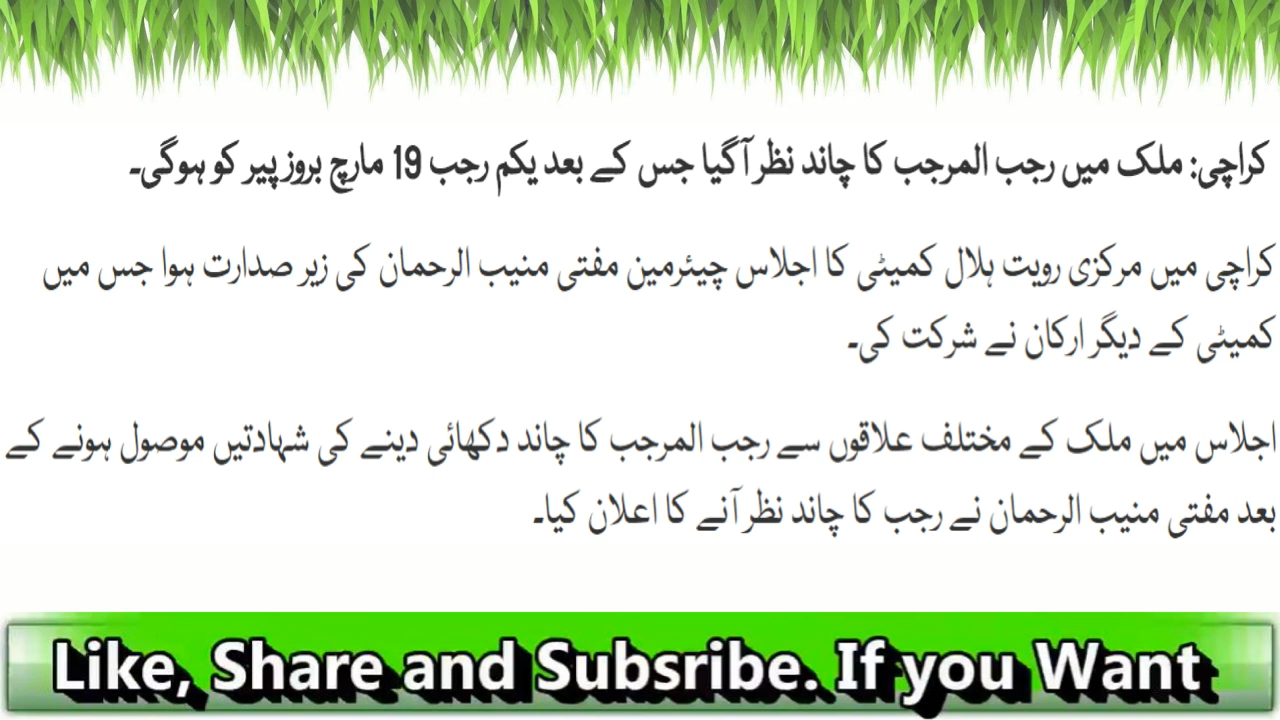 کراچی: ملک میں رجب المرجب کا چاند نظر آگیا جس کے بعد یکم رجب 19 مارچ بروز پیر کو ہوگی۔
کراچی میں مرکزی رویت ہلال کمیٹی کا اجلاس چیئرمین مفتی منیب الرحمان کی زیر صدارت ہوا جس میں
کمیٹی کے دیگر ارکان نے شرکت کی۔
اجلاس میں ملک کے مختلف علاقوں سے رجب المرجب کا چاند دکھائی دینے کی شہادتیں موصول ہونے کے
بعد مفتی منیب الرحمان نے رجب کا چاند نظر آنے کا اعلان کیا۔
Like, Share and Subsribe. If you Want